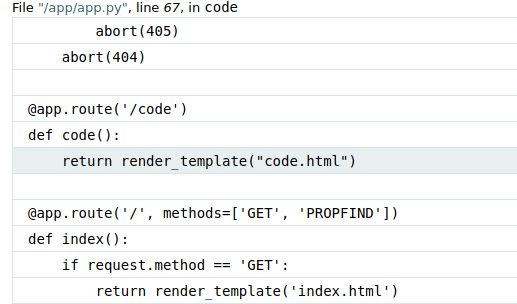 File "/app/app.py", line 67, in code
        abort(405)
    abort(404)
@app.route('/code')
def code():
    return render_template("code.html")
@app.route('/', methods=['GET', 'PROPFIND'])
def index():
    if request.method == 'GET':
        return render_template('index.html')